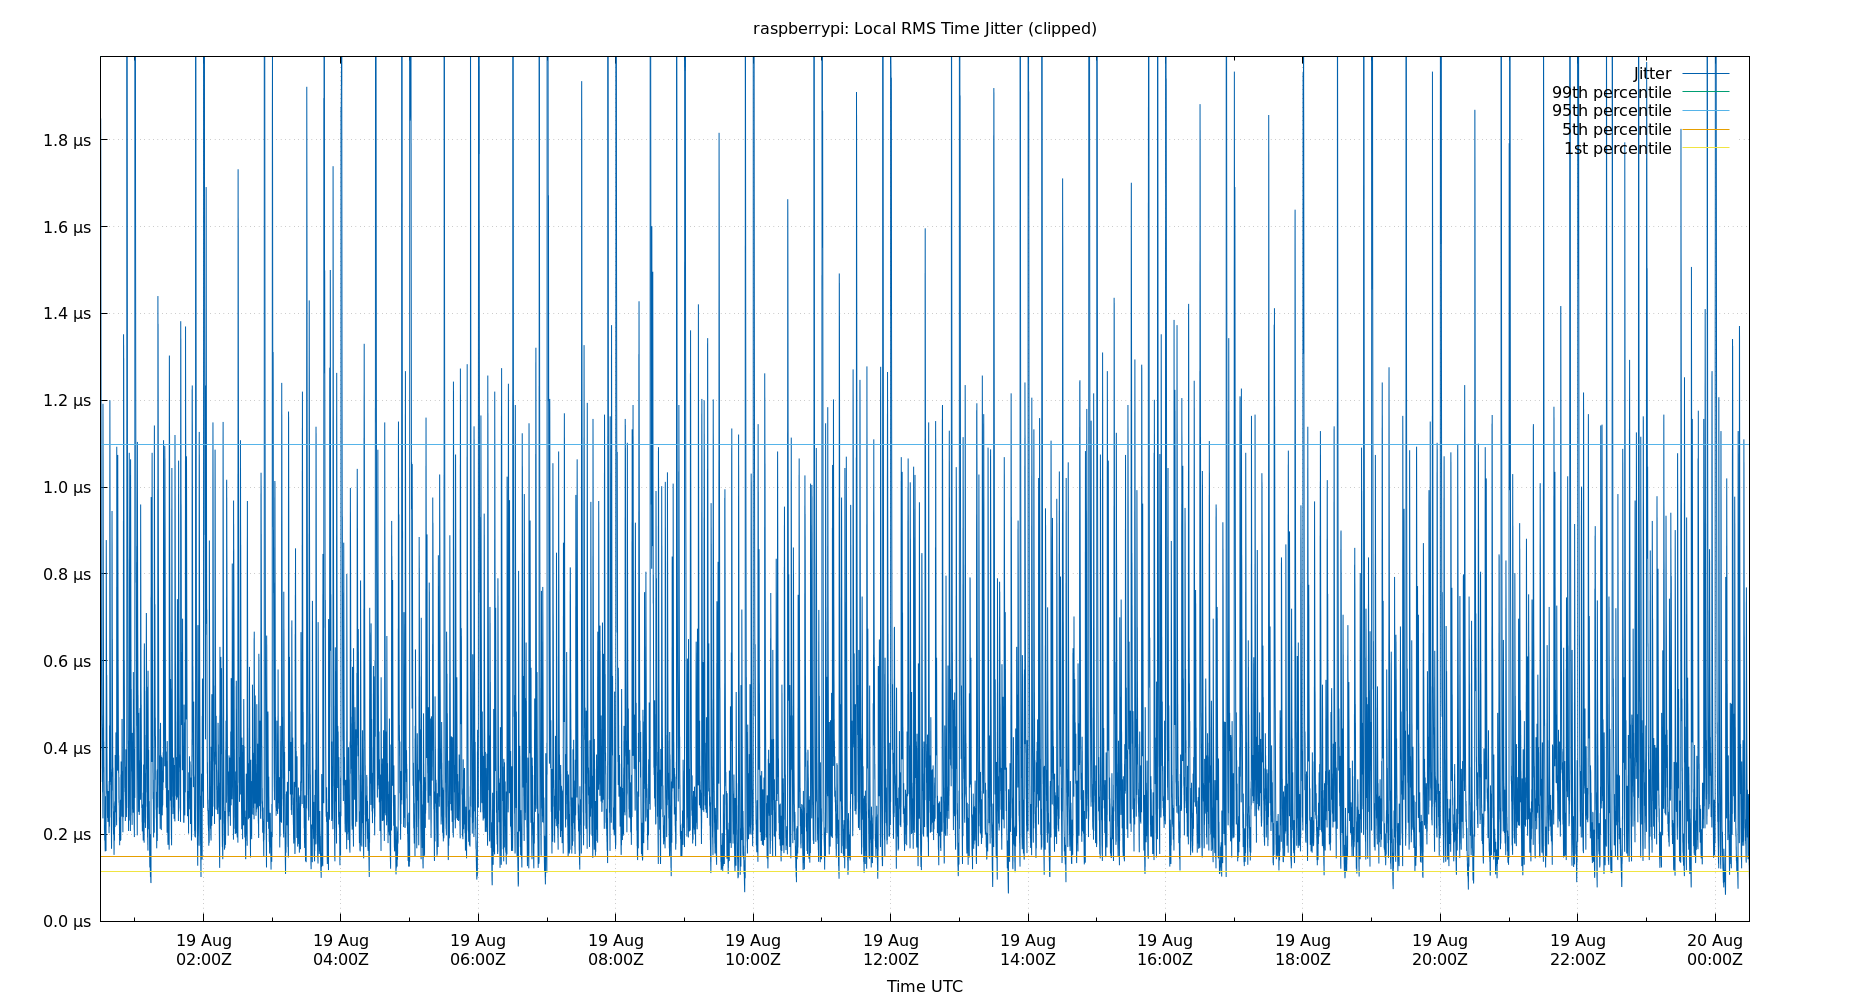 raspberrypi: Local RMS Time Jitter (clipped)
Jitter
99th percentile
95th percentile
5th percentile
1st percentile
1.8 µs
1.6 µs
1.4 µs
1.2 µs
1.0 µs
0.8 µs
0.6 µs
0.4 µs
0.2 µs
0.0 µs
19 Aug 19 Aug 19 Aug 19 Aug 19 Aug 19 Aug 19 Aug 19 Aug 19 Aug 19 Aug 19 Aug 20 Aug
02:00Z 04:00Z 06:00Z 08:00Z 10:00Z 12:00Z 14:00Z 16:00Z 18:00Z 20:00Z 22:00Z 00:00Z
Time UTC